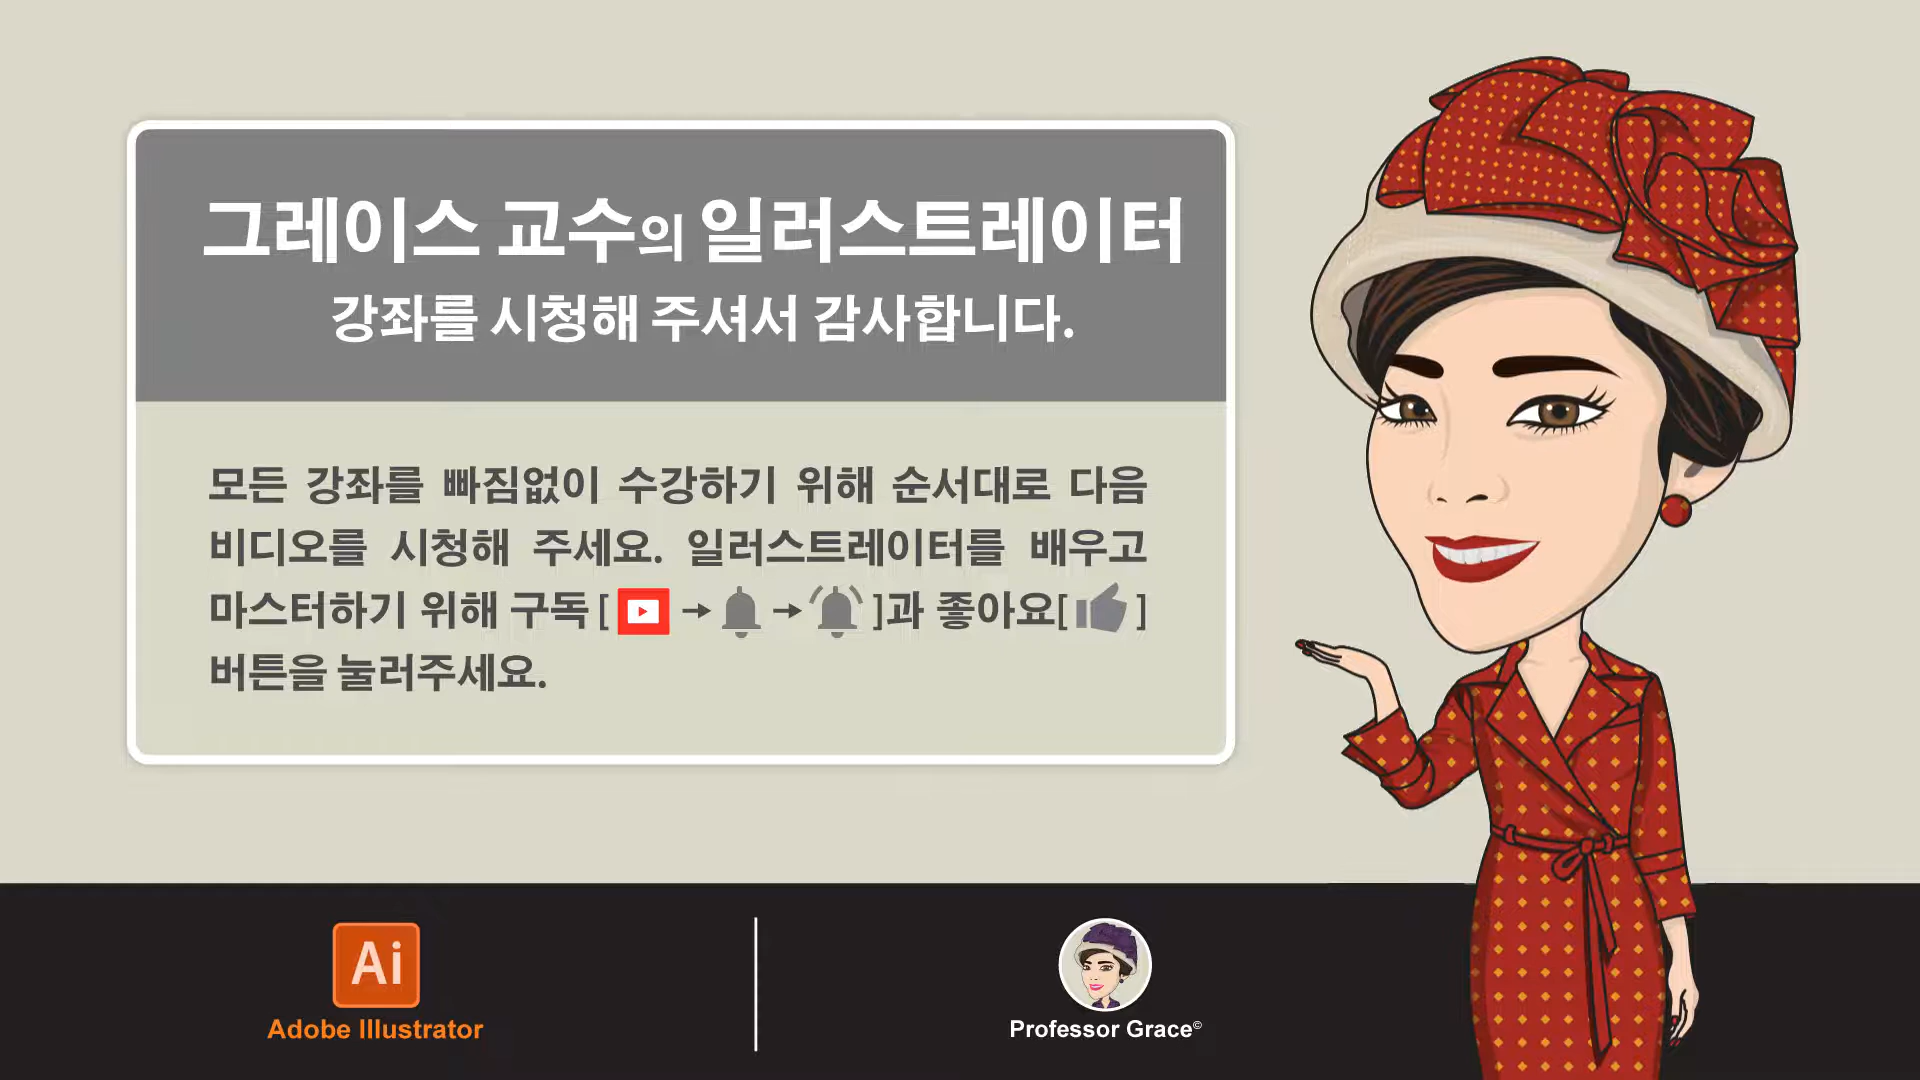 그레이스 교수의 일러스트레이터
강좌를 시청해 주셔서 감사합니다.
모든 강좌를 빠짐없이 수강하기 위해 순서대로 다음
비디오를 시청해 주세요. 일러스트레이터를 배우고
마스터하기 위해 구독[ → → ]과 좋아요[ ]
버튼을 눌러주세요.
Ai
Adobe Illustrator
Professor Grace©